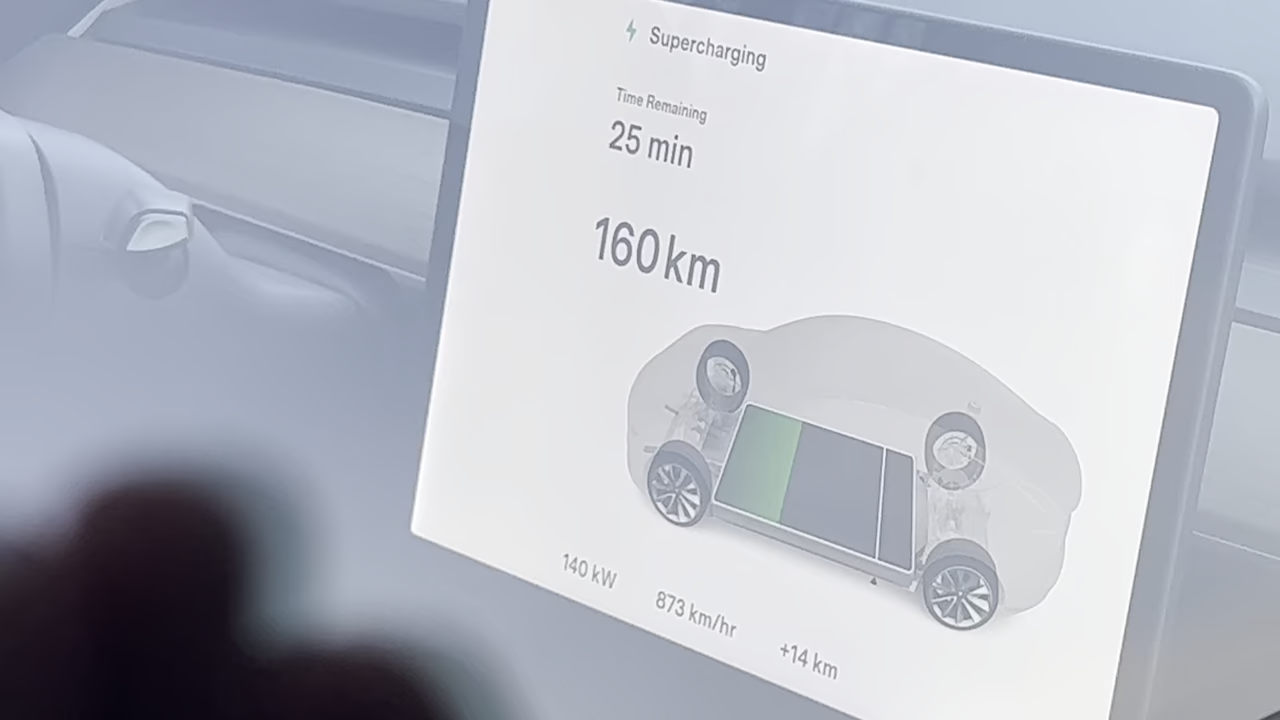 Supercharging
Time Remaining
25 min
160 km
140 kW
873 km/hr
+14 km